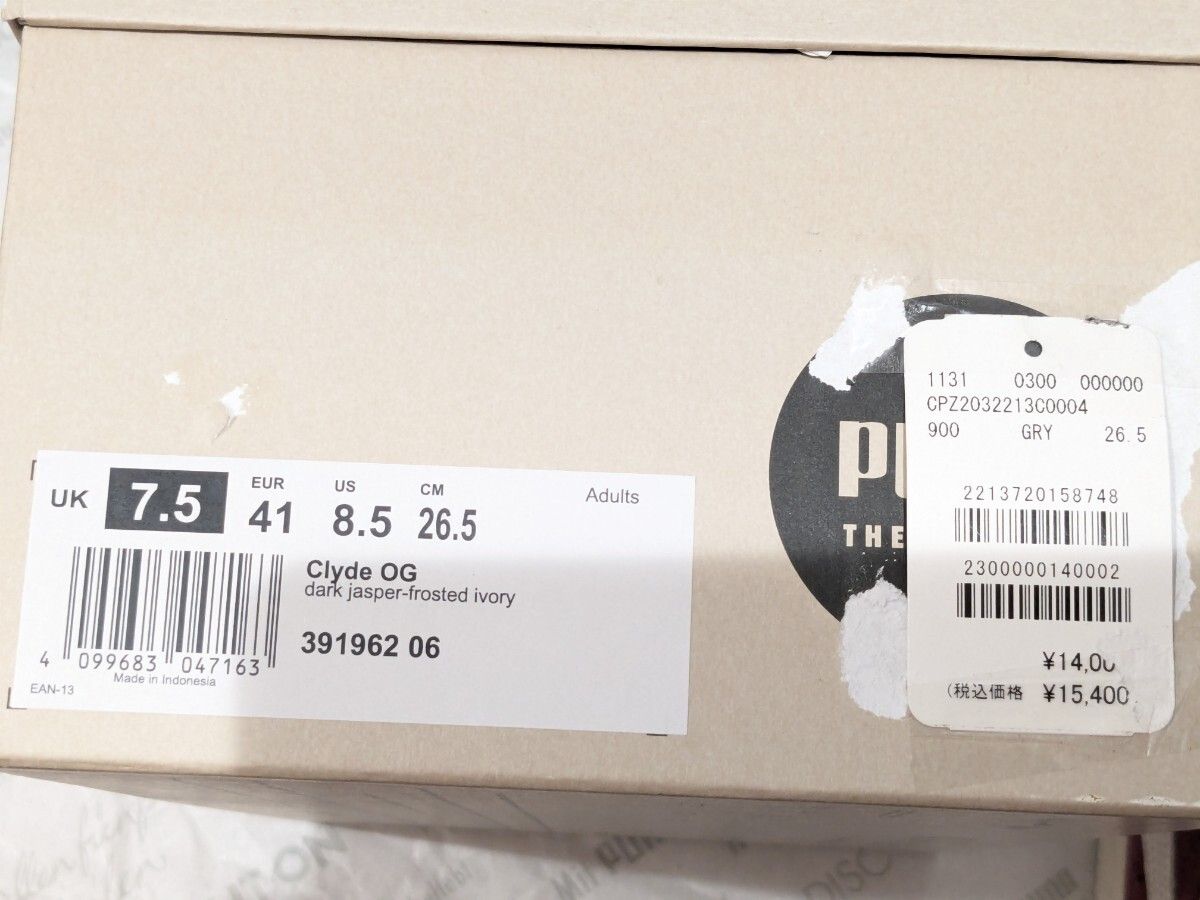 UK 7.5 EUR 41 US 8.5 CM 26.5 Adults
Clyde OG
dark jasper-frosted ivory
391962 06
4 099683 047163
Made in Indonesia
EAN-13
THE
1131 0300 000000
CPZ2032213C0004
900 GRY 26.5
2213720158748
2300000140002
¥14,00
(税込価格 ¥15,400
DISC